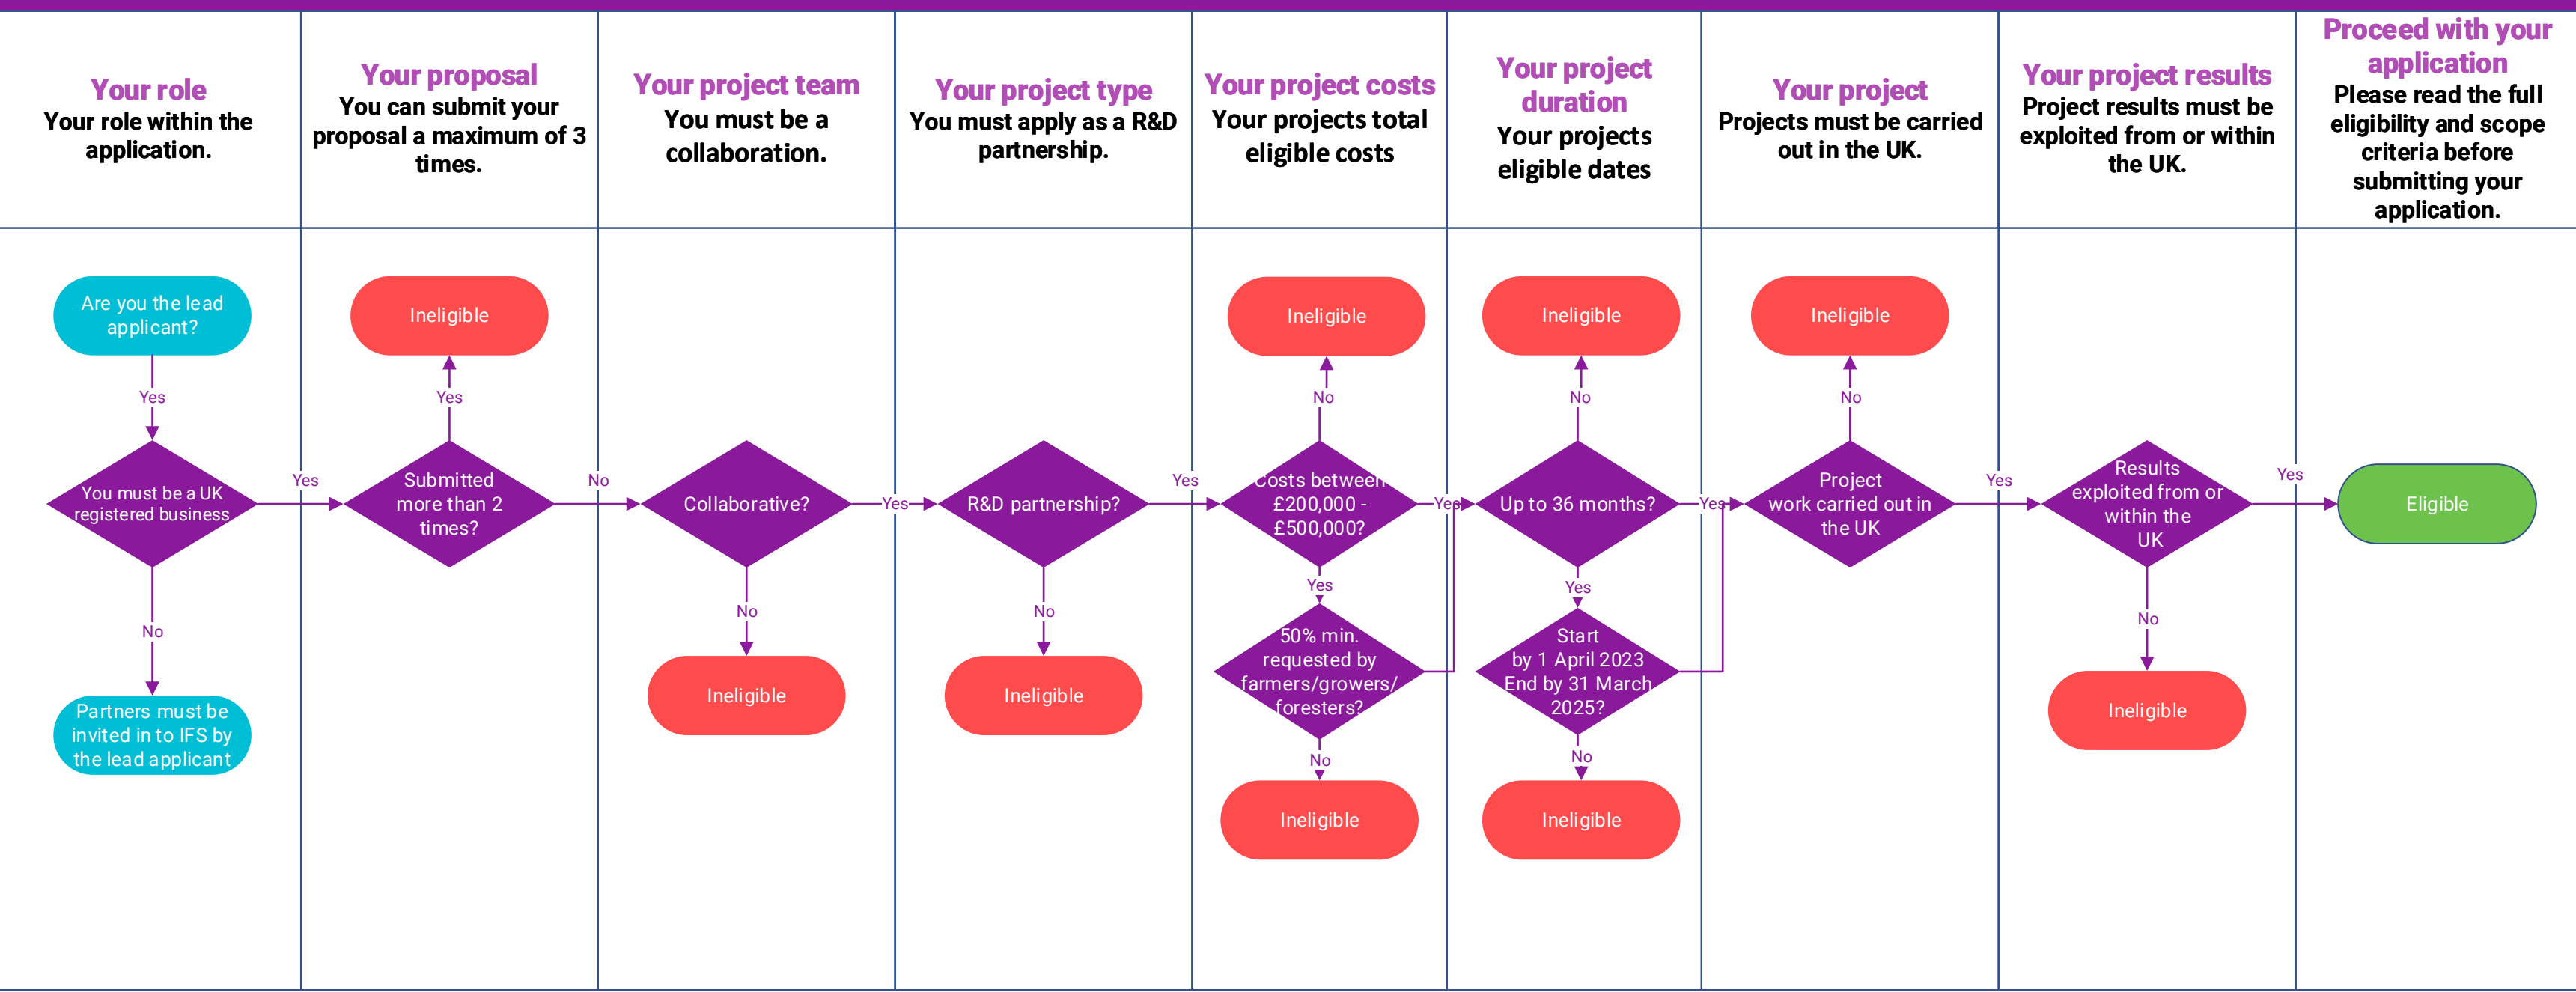 Your role
Your role within the
application.
Your proposal
You can submit your
proposal a maximum of 3
times.
Your project team
You must be a
collaboration.
Your project type
You must apply as a R&D
partnership.
Your project costs
Your projects total
eligible costs
Your project
duration
Your projects
eligible dates
Your project
Projects must be carried
out in the UK.
Your project results
Project results must be
exploited from or within
the UK.
Proceed with your
application
Please read the full
eligibility and scope
criteria before
submitting your
application.
Are you the lead
applicant?
Yes
You must be a UK
registered business
Yes
No
Partners must be
invited in to IFS by
the lead applicant
Ineligible
Yes
Submitted
more than 2
times?
No
Collaborative?
Yes
No
Ineligible
R&D partnership?
Yes
No
Ineligible
Ineligible
No
Costs between
£200,000 -
£500,000?
Yes
Yes
50% min.
requested by
farmers/growers/
foresters?
No
Ineligible
Ineligible
No
Up to 36 months?
Yes
Yes
Start
by 1 April 2023
End by 31 March
2025?
No
Ineligible
Ineligible
No
Project
work carried out in
the UK
Yes
Results
exploited from or
within the
UK
Yes
No
Ineligible
Eligible